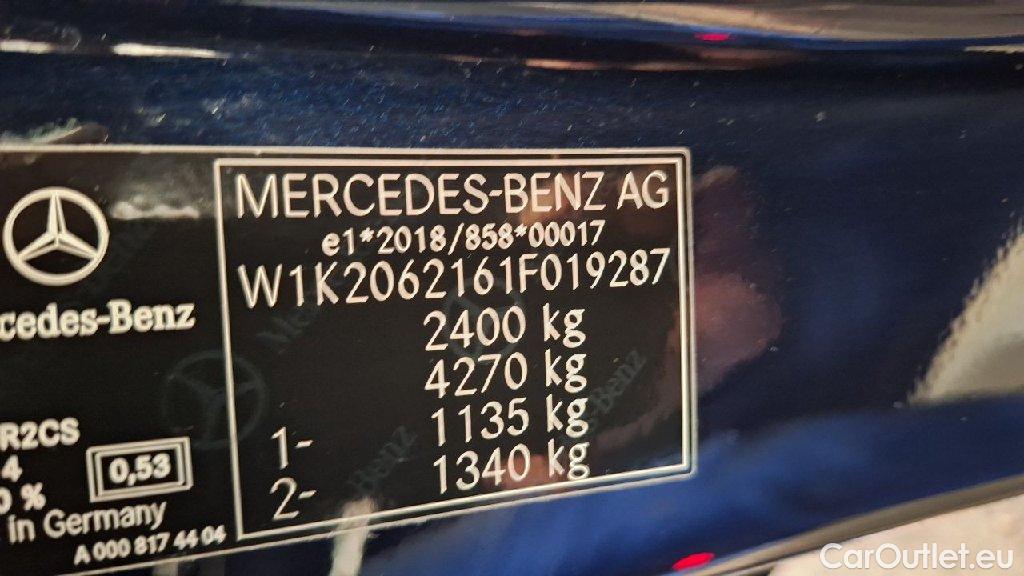 MERCEDES-BENZ AG
e1*2018/858*00017
W1K2062161F019287
2400 kg
4270 kg
1- 1135 kg
2- 1340 kg
cedes-Benz
R2CS
4
0 %
0,53
in Germany
A 000 817 44 04
CarOutlet.eu